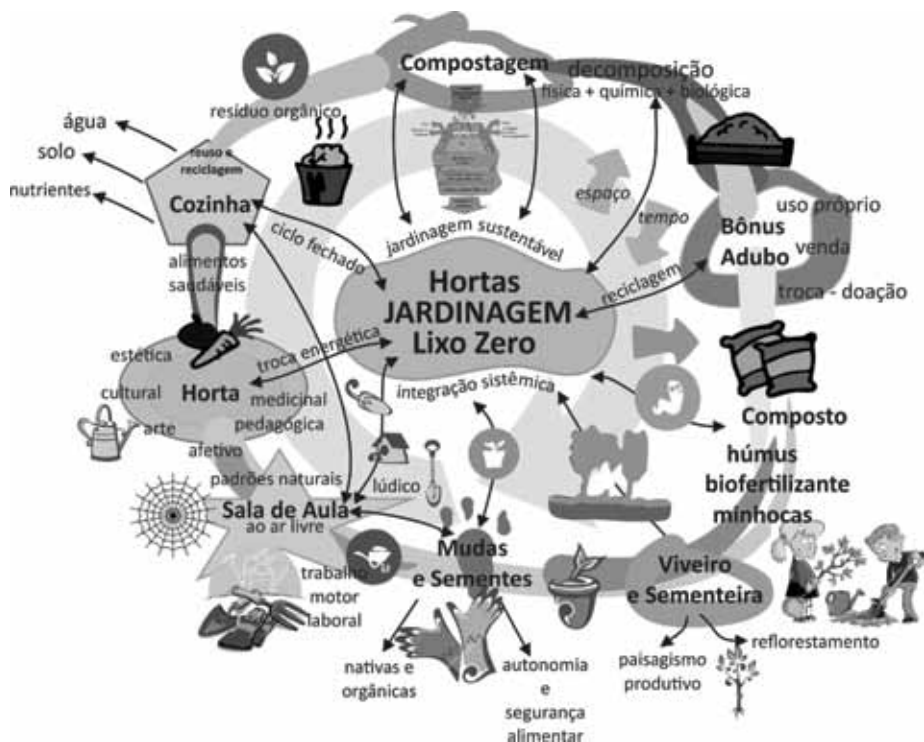 Compostagem
decomposição
física + química + biológica
resíduo orgânico
água
solo
nutrientes
reuso e
reciclagem
Cozinha
ciclo fechado
jardinagem sustentável
espaço
tempo
uso próprio
Bônus
Adubo
venda
troca - doação
reciclagem
alimentos
saudáveis
Hortas
JARDINAGEM
Lixo Zero
troca energética
integração sistêmica
estética
cultural
Horta
medicinal
pedagógica
arte
afetivo
Composto
húmus
biofertilizante
minhocas
padrões naturais
lúdico
Sala de Aula
ao ar livre
trabalho
motor
laboral
Mudas
e Sementes
Viveiro
e Sementeira
nativas e
orgânicas
autonomia
e
segurança
alimentar
paisagismo
produtivo
reflorestamento